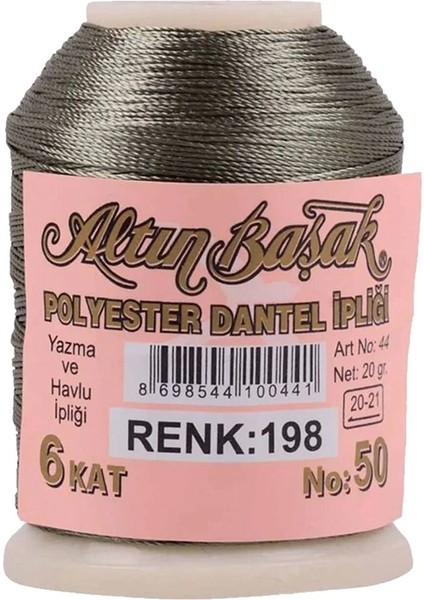 Altın Başak®
POLYESTER DANTEL İPLİĞİ
Yazma
ve
Havlu
İpliği
8 698544 100441
Art No: 44
Net: 20 gr.
20-21
RENK:198
6 KAT
No: 50